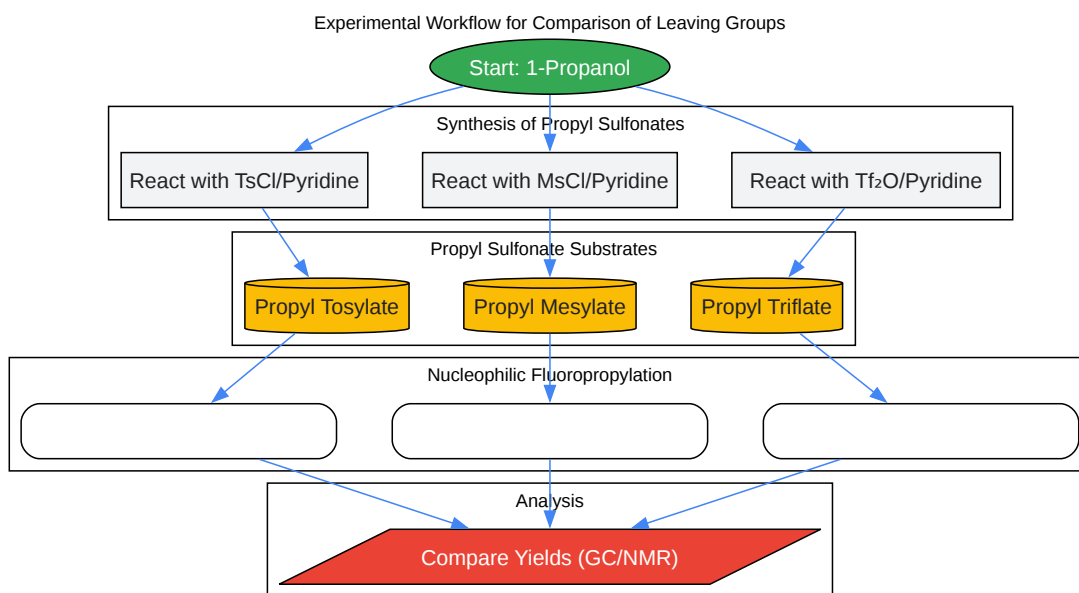 Experimental Workflow for Comparison of Leaving Groups
Start: 1-Propanol
Synthesis of Propyl Sulfonates
React with TsCl/Pyridine
React with MsCl/Pyridine
React with Tf₂O/Pyridine
Propyl Sulfonate Substrates
Propyl Tosylate
Propyl Mesylate
Propyl Triflate
Nucleophilic Fluoropropylation
Analysis
Compare Yields (GC/NMR)